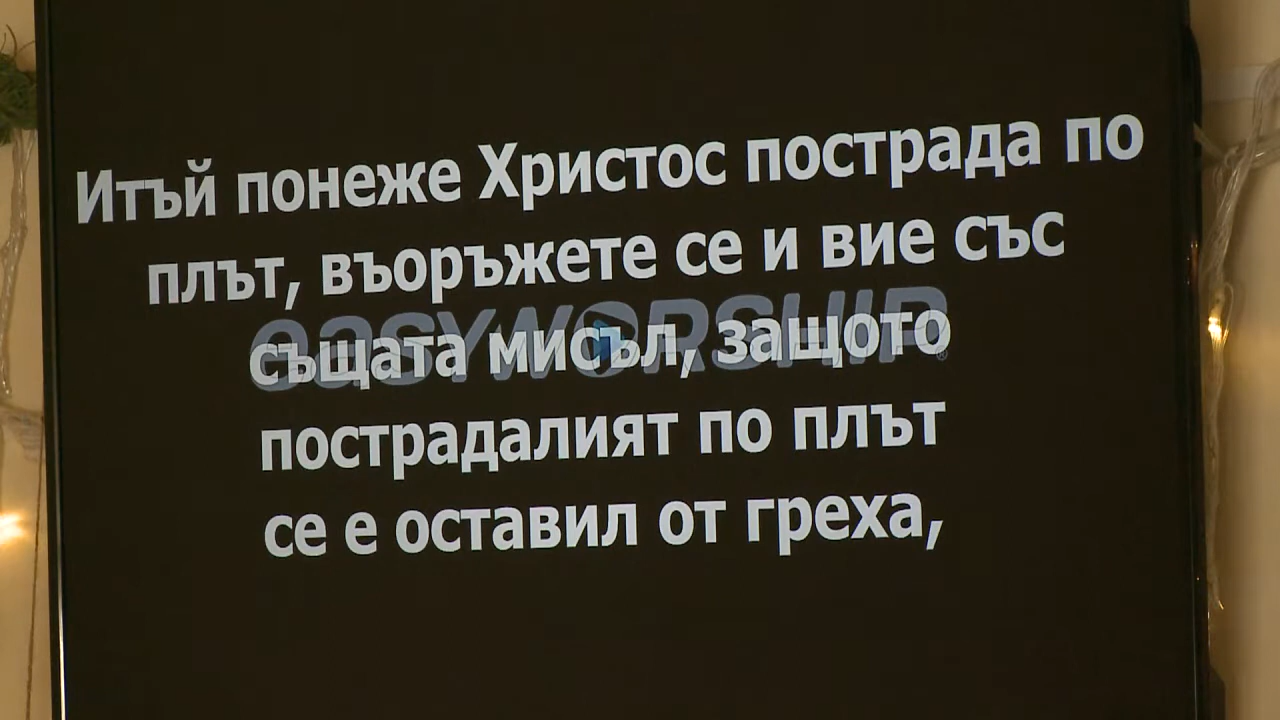 Итъй понеже Христос пострада по
плът, въоръжете се и вие със
същата мисъл, защото
easyWORSHIP®
пострадалият по плът
се е оставил от греха,